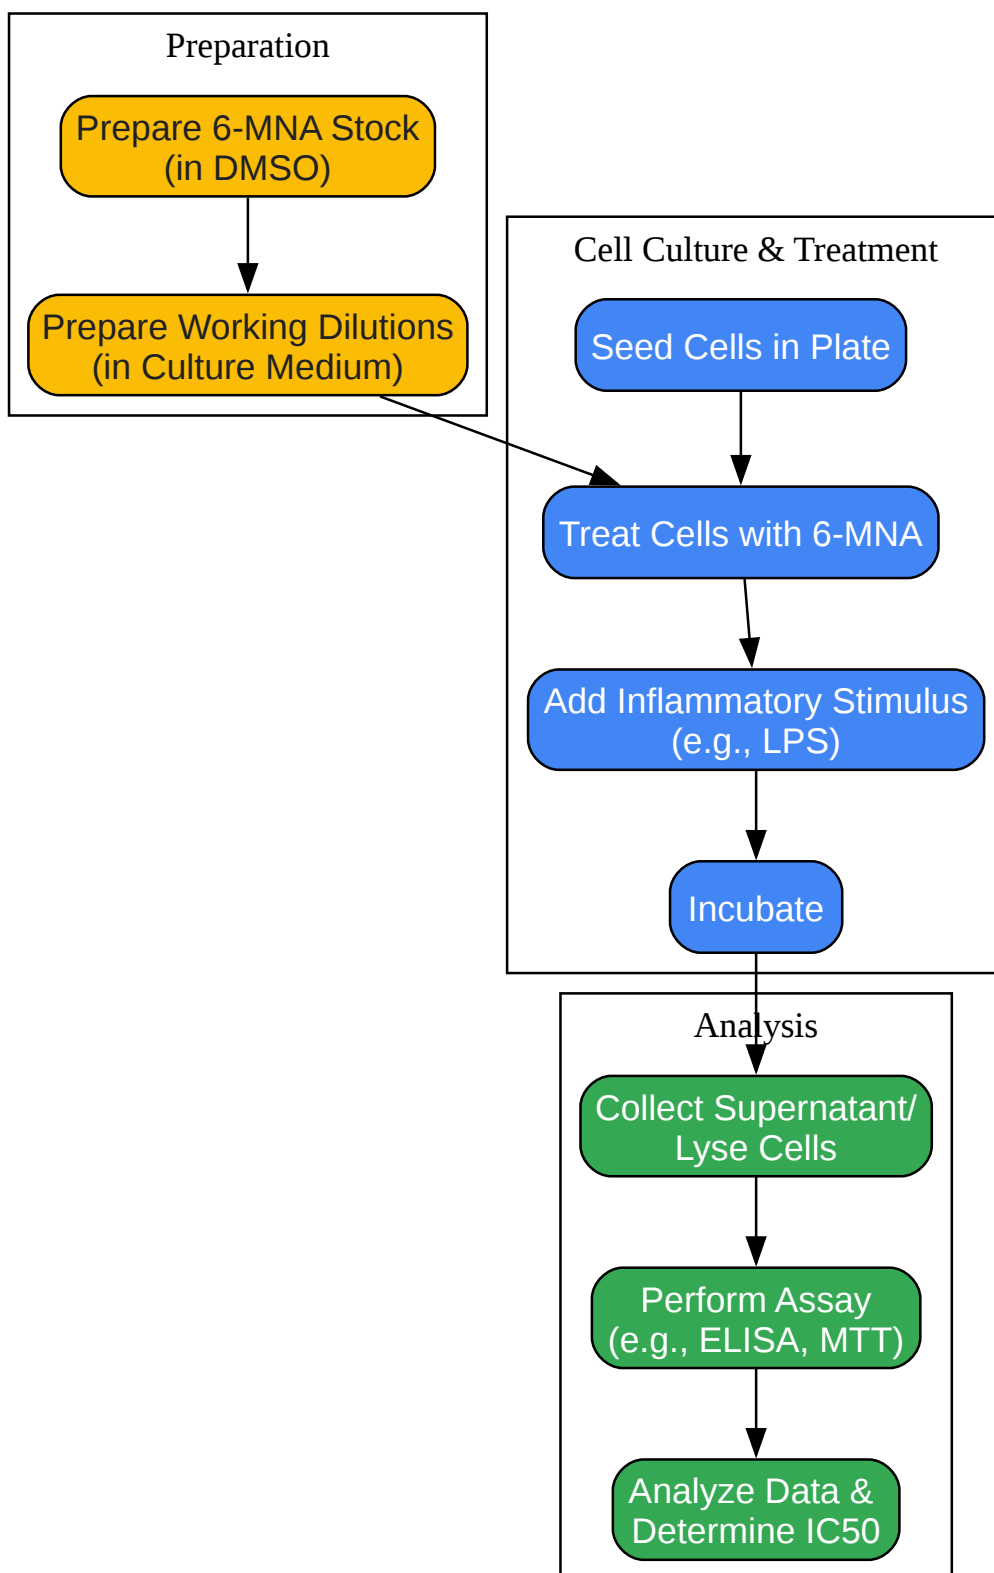 Preparation
Prepare 6-MNA Stock
(in DMSO)
Prepare Working Dilutions
(in Culture Medium)
Cell Culture & Treatment
Seed Cells in Plate
Treat Cells with 6-MNA
Add Inflammatory Stimulus
(e.g., LPS)
Incubate
Analysis
Collect Supernatant/
Lyse Cells
Perform Assay
(e.g., ELISA, MTT)
Analyze Data &
Determine IC50